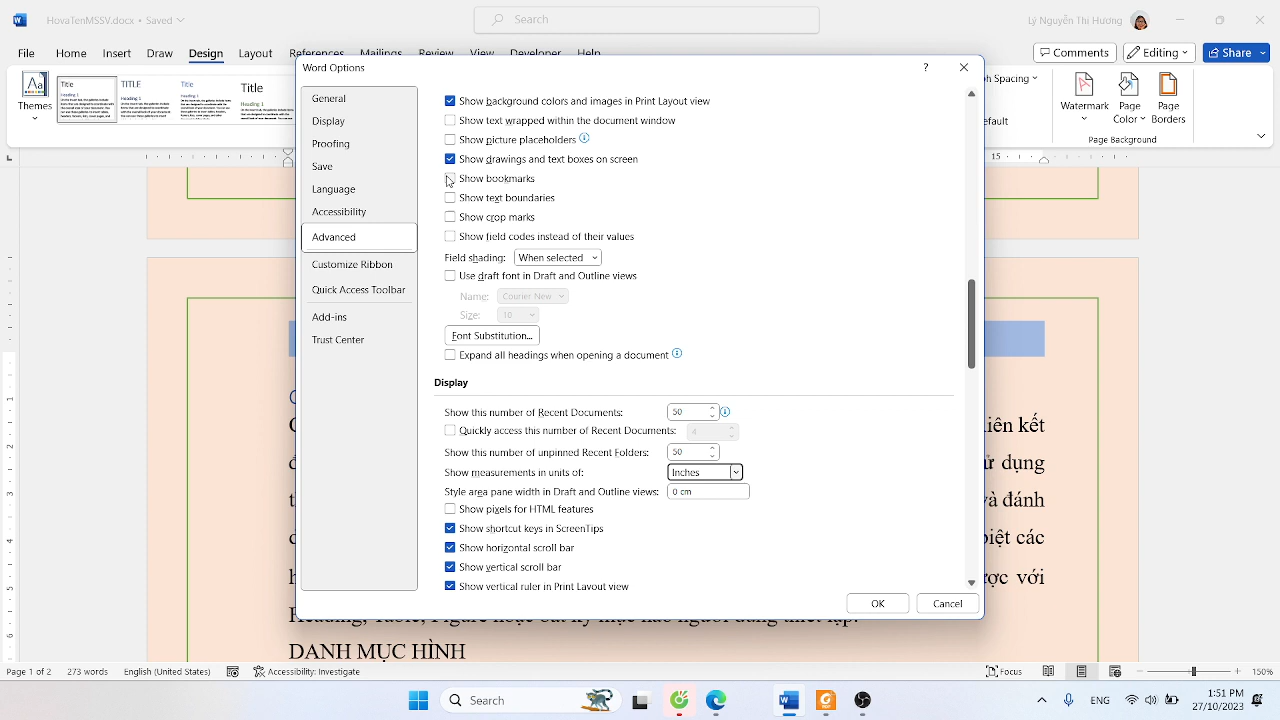 HovaTenMSSV.docx • Saved
Search
Lý Nguyễn Thi Hương
File Home Insert Draw Design Layout References Mailings Review View Developer Help
Comments Editing Share
Themes
Title
Heading 1
TITLE
Heading 1
Title
Heading 1
Title
Heading 1
Watermark
Page Color
Page Borders
Page Background
Word Options
General
Display
Proofing
Save
Language
Accessibility
Advanced
Customize Ribbon
Quick Access Toolbar
Add-ins
Trust Center
Show background colors and images in Print Layout view
Show text wrapped within the document window
Show picture placeholders
Show drawings and text boxes on screen
Show bookmarks
Show text boundaries
Show crop marks
Show field codes instead of their values
Field shading: When selected
Use draft font in Draft and Outline views
Name: Courier New
Size: 10
Font Substitution...
Expand all headings when opening a document
Display
Show this number of Recent Documents: 50
Quickly access this number of Recent Documents: 4
Show this number of unpinned Recent Folders: 50
Show measurements in units of: Inches
Style area pane width in Draft and Outline views: 0 cm
Show pixels for HTML features
Show shortcut keys in ScreenTips
Show horizontal scroll bar
Show vertical scroll bar
Show vertical ruler in Print Layout view
OK Cancel
kết
dụng
đánh
các
với
DANH MỤC HÌNH
Page 1 of 2 273 words English (United States) Accessibility: Investigate Focus 150%
Search
ENG
1:51 PM
27/10/2023